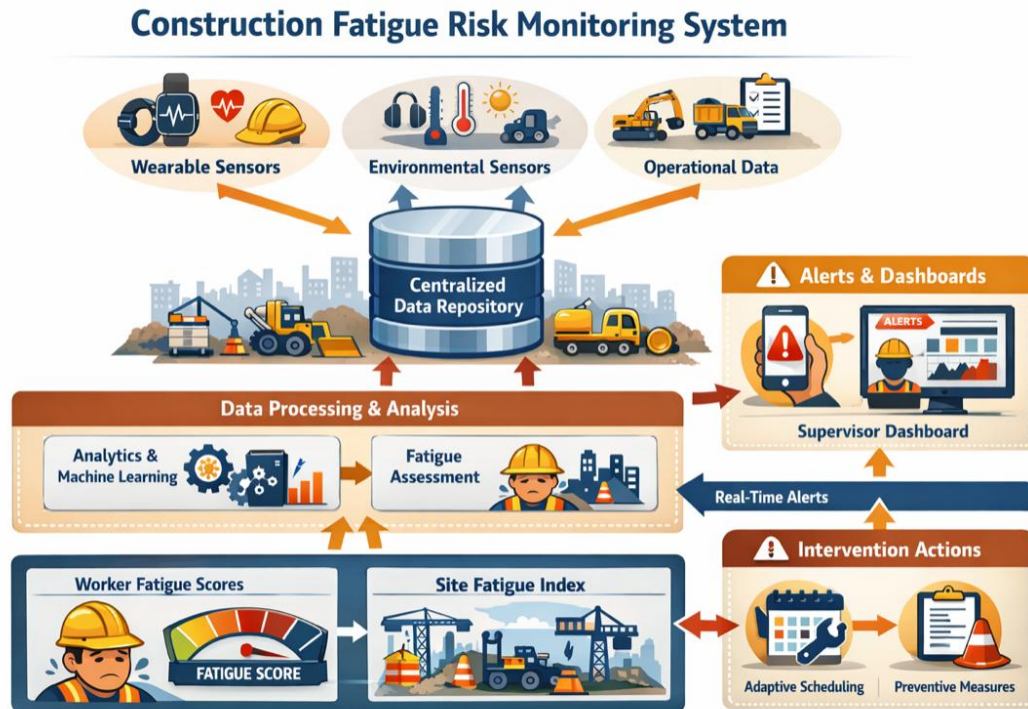 Construction Fatigue Risk Monitoring System
Wearable Sensors
Environmental Sensors
Operational Data
Centralized
Data Repository
Alerts & Dashboards
ALERTS
Supervisor Dashboard
Data Processing & Analysis
Analytics &
Machine Learning
Fatigue
Assessment
Real-Time Alerts
Worker Fatigue Scores
FATIGUE SCORE
Site Fatigue Index
Intervention Actions
Adaptive Scheduling
Preventive Measures